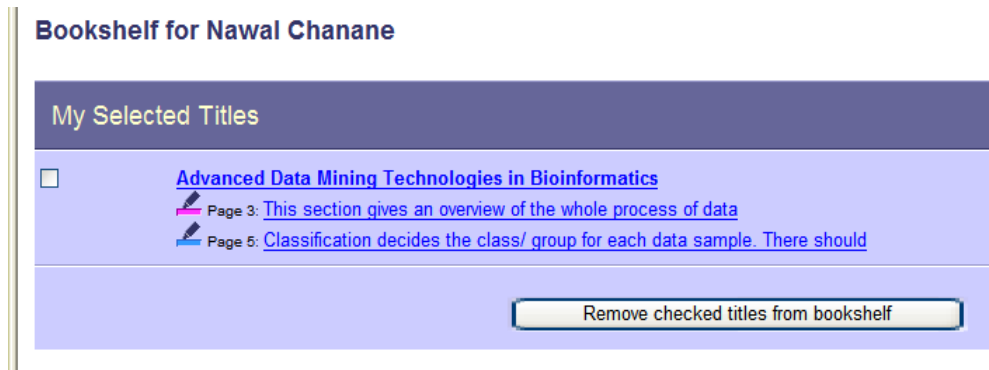 Bookshelf for Nawal Chanane
My Selected Titles
Advanced Data Mining Technologies in Bioinformatics
Page 3: This section gives an overview of the whole process of data
Page 5: Classification decides the class/ group for each data sample. There should
Remove checked titles from bookshelf